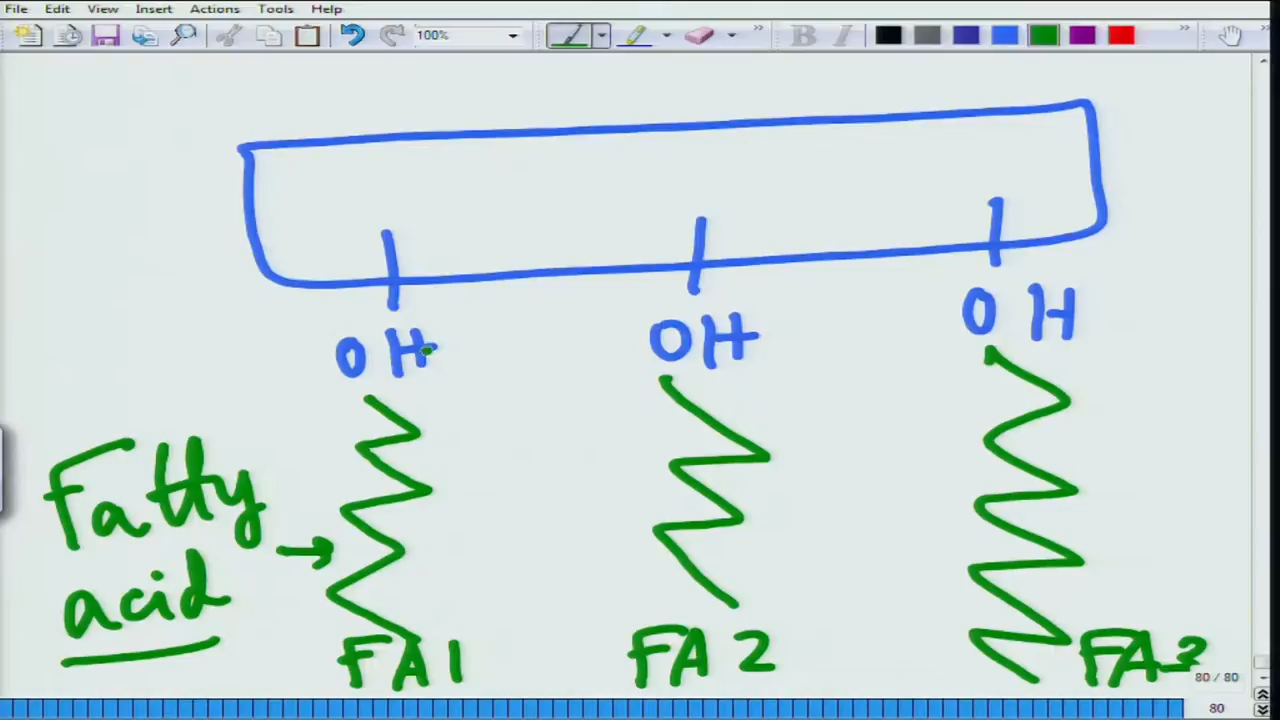 File Edit View Insert Actions Tools Help
100%
OH OH OH
Fatty
acid
FA1 FA2 FA3
80 / 80
80